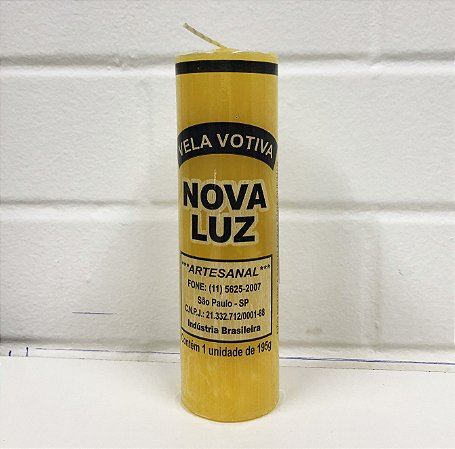 VELA VOTIVA
NOVA
LUZ
***ARTESANAL***
FONE: (11) 5625-2007
São Paulo - SP
C.N.P.J.: 21.332.712/0001-88
Indústria Brasileira
Contém 1 unidade de 195g